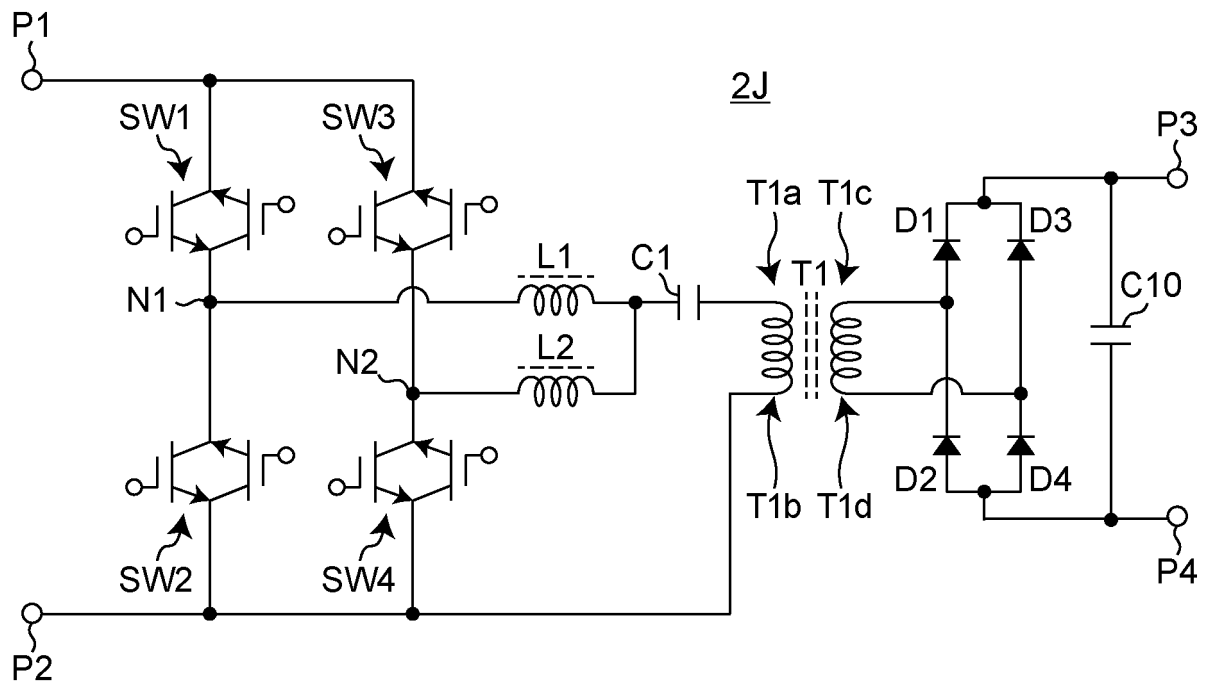 P1
2J
SW1
SW3
P3
T1a
T1c
D1
D3
L1
C1
T1
N1
C10
L2
N2
D2
D4
T1b
T1d
SW2
SW4
P4
P2